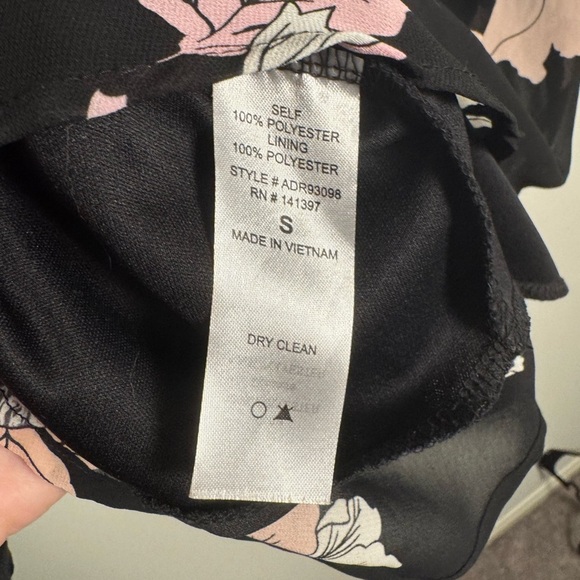 SELF
100% POLYESTER
LINING
100% POLYESTER
STYLE # ADR93098
RN # 141397
S
MADE IN VIETNAM
DRY CLEAN